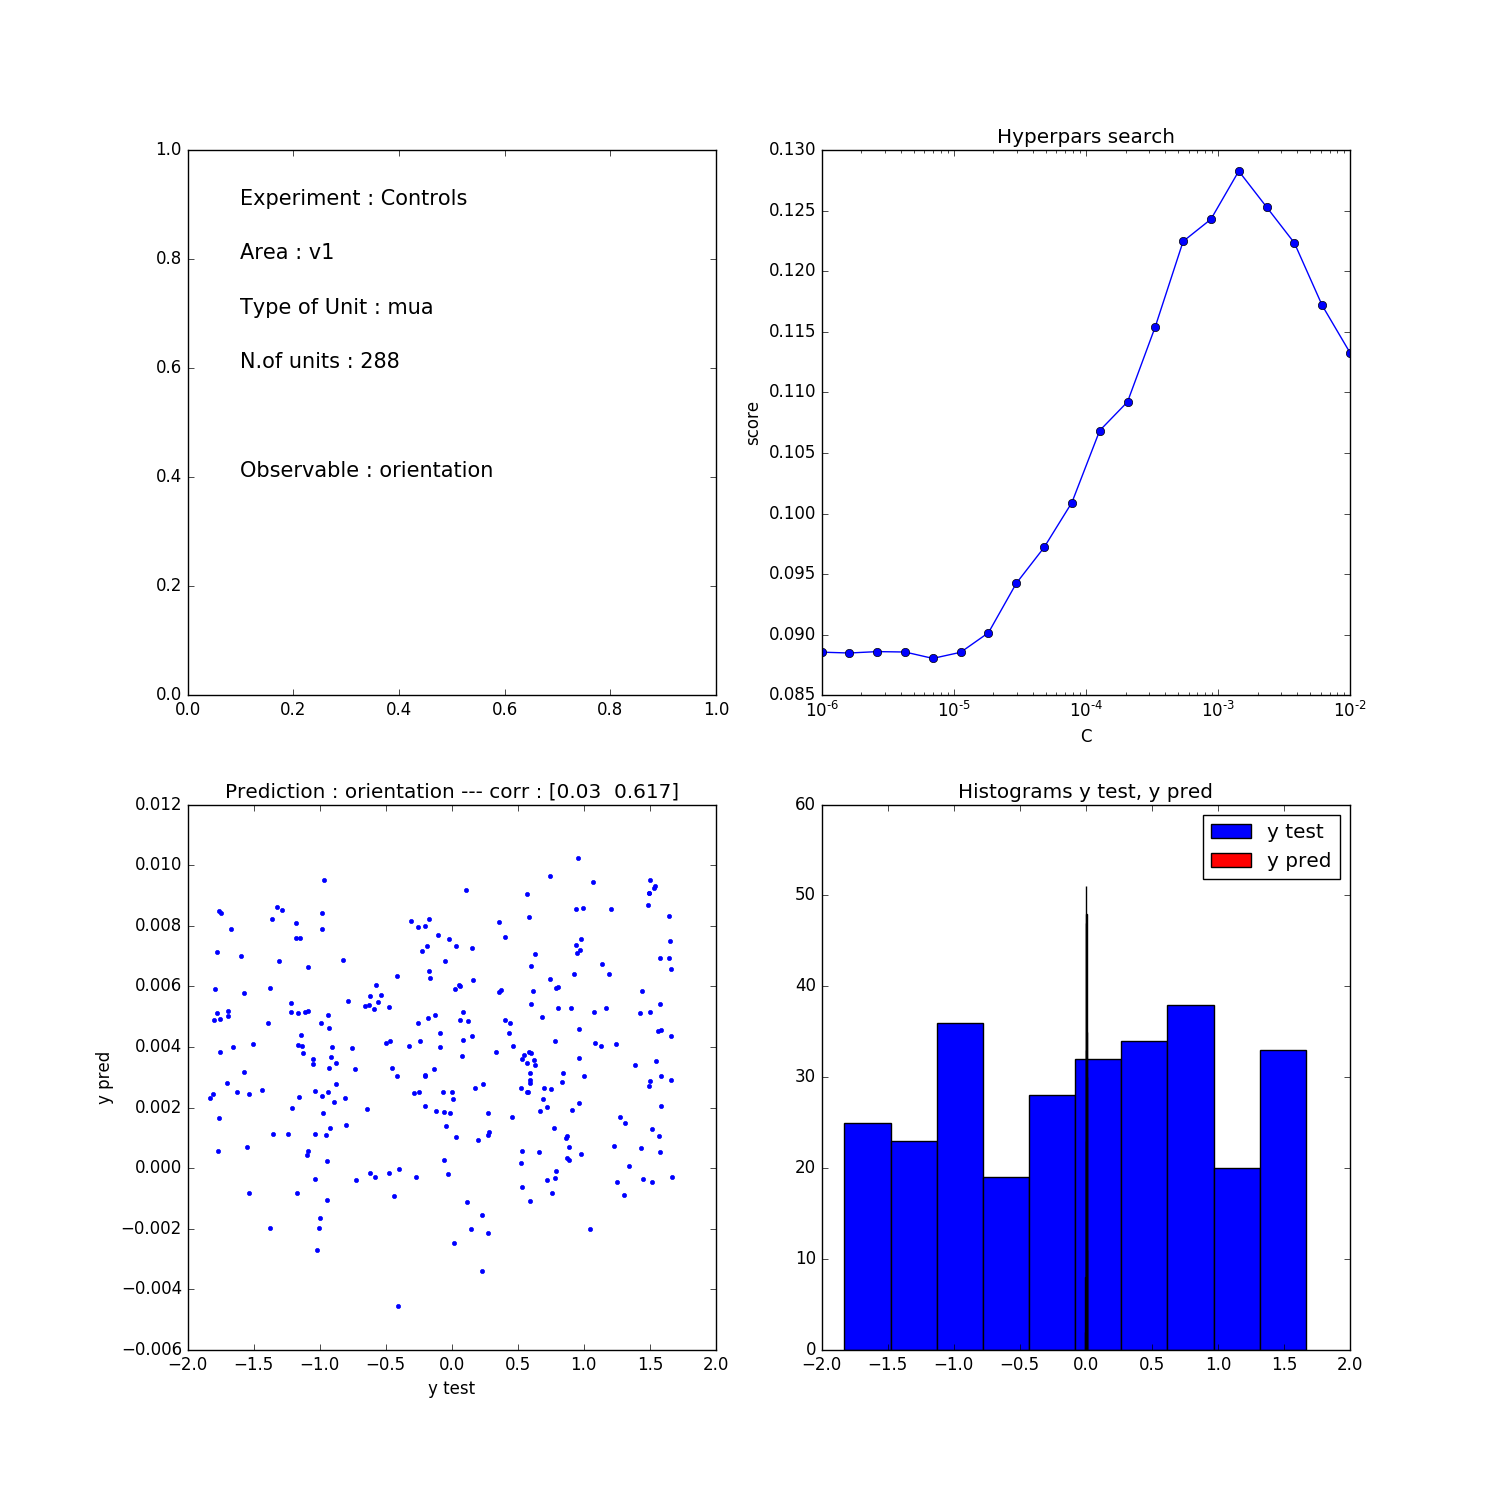 1.0
0.8
0.6
0.4
0.2
0.0
0.0 0.2 0.4 0.6 0.8 1.0
Experiment : Controls
Area : v1
Type of Unit : mua
N.of units : 288
Observable : orientation
Hyperpars search
0.130
0.125
0.120
0.115
0.110
0.105
0.100
0.095
0.090
0.085
score
10^-6 10^-5 10^-4 10^-3 10^-2
C
Prediction : orientation --- corr : [0.03 0.617]
0.012
0.010
0.008
0.006
0.004
0.002
0.000
−0.002
−0.004
−0.006
y pred
−2.0 −1.5 −1.0 −0.5 0.0 0.5 1.0 1.5 2.0
y test
Histograms y test, y pred
60
50
40
30
20
10
0
y test
y pred
−2.0 −1.5 −1.0 −0.5 0.0 0.5 1.0 1.5 2.0